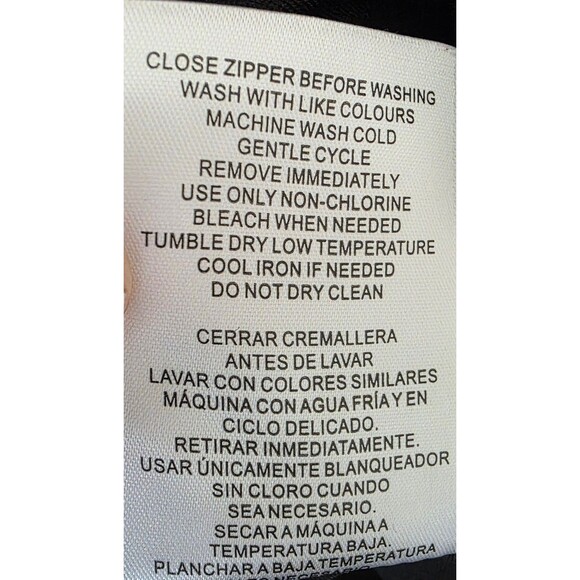 CLOSE ZIPPER BEFORE WASHING
WASH WITH LIKE COLOURS
MACHINE WASH COLD
GENTLE CYCLE
REMOVE IMMEDIATELY
USE ONLY NON-CHLORINE
BLEACH WHEN NEEDED
TUMBLE DRY LOW TEMPERATURE
COOL IRON IF NEEDED
DO NOT DRY CLEAN
CERRAR CREMALLERA
ANTES DE LAVAR
LAVAR CON COLORES SIMILARES
MÁQUINA CON AGUA FRÍA Y EN
CICLO DELICADO.
RETIRAR INMEDIATAMENTE.
USAR ÚNICAMENTE BLANQUEADOR
SIN CLORO CUANDO
SEA NECESARIO.
SECAR A MÁQUINA A
TEMPERATURA BAJA.
PLANCHAR A BAJA TEMPERATURA
NECESARIO